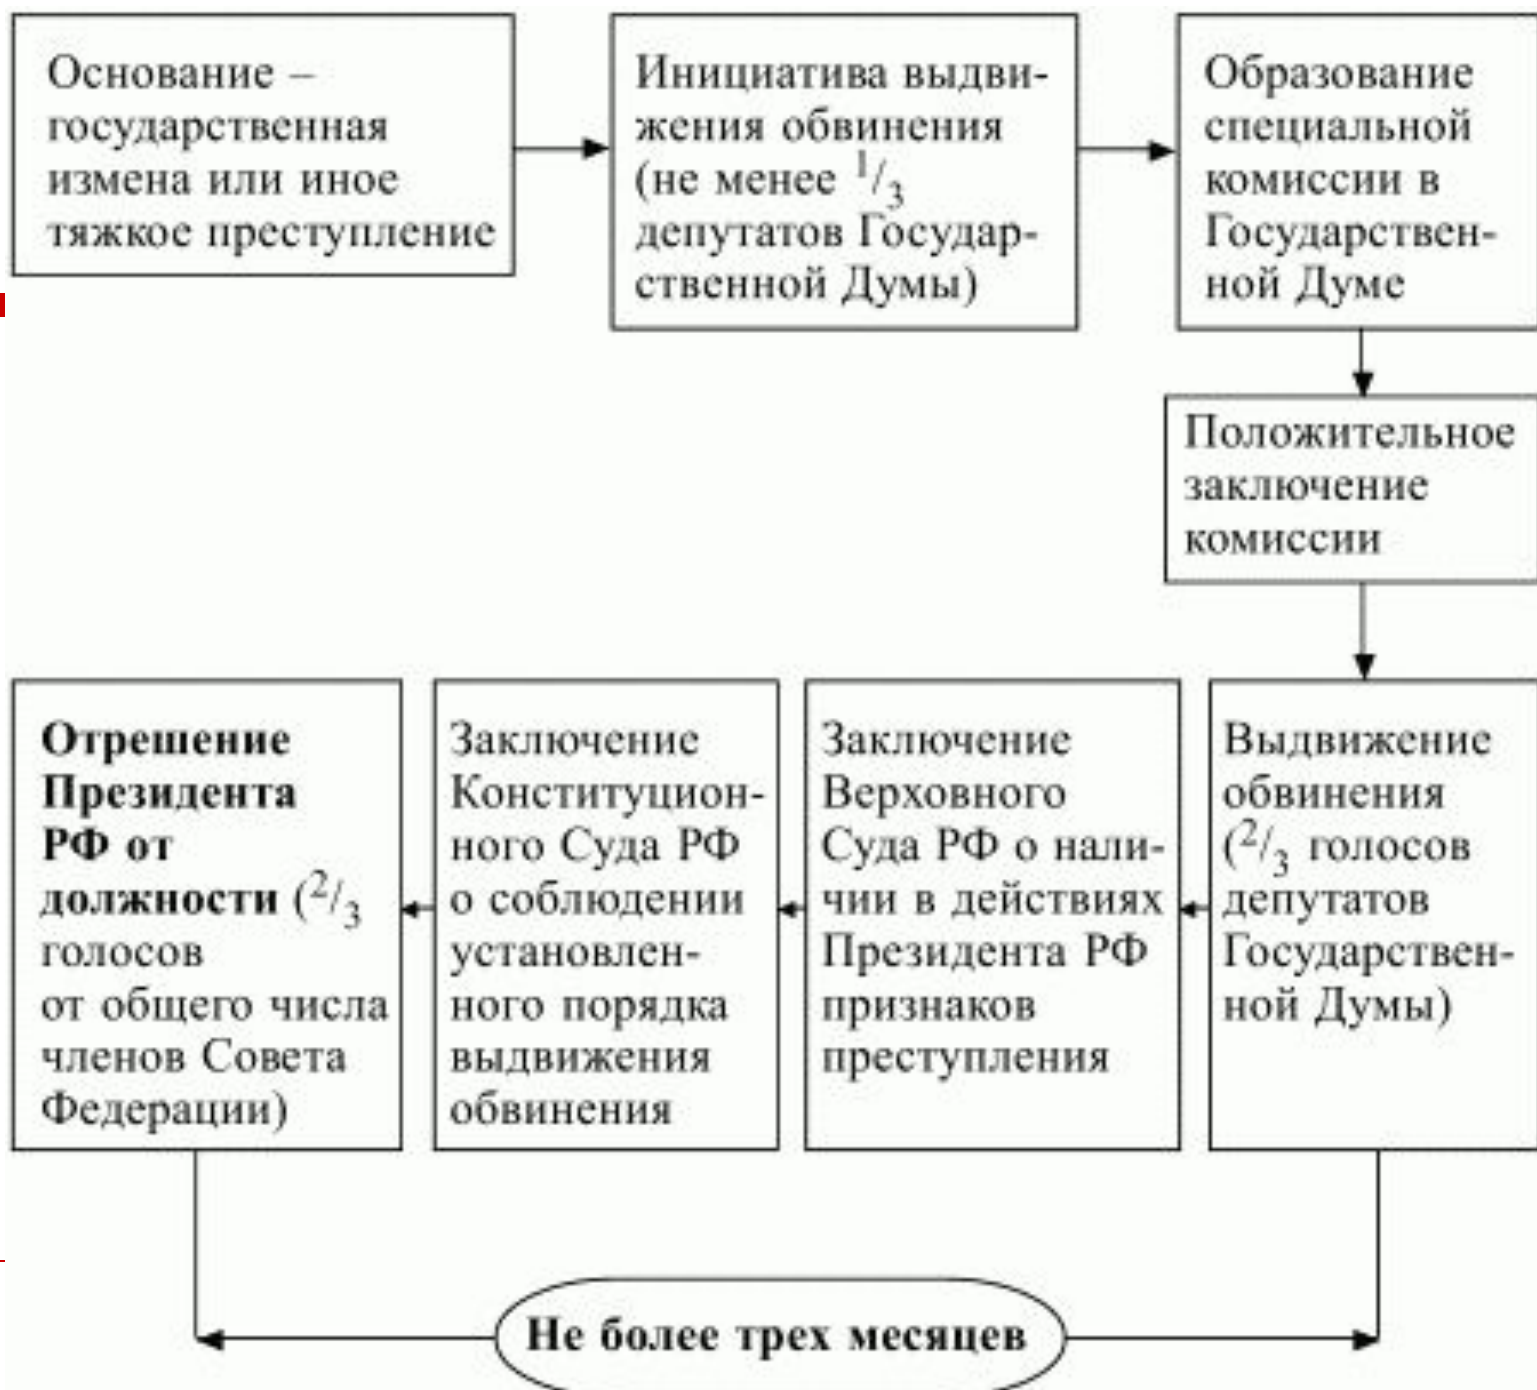 Основание –
государственная
измена или иное
тяжкое преступление
Инициатива выдви-
жения обвинения
(не менее 1/3
депутатов Государ-
ственной Думы)
Образование
специальной
комиссии в
Государствен-
ной Думе
Положительное
заключение
комиссии
Выдвижение
обвинения
(2/3 голосов
депутатов
Государствен-
ной Думы)
Заключение
Верховного
Суда РФ о нали-
чии в действиях
Президента РФ
признаков
преступления
Заключение
Конституцион-
ного Суда РФ
о соблюдении
установлен-
ного порядка
выдвижения
обвинения
Отрешение
Президента
РФ от
должности (2/3
голосов
от общего числа
членов Совета
Федерации)
Не более трех месяцев